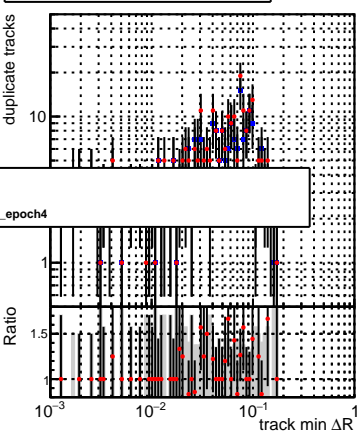 duplicate tracks
10
_epoch4
1
Ratio
1.5
1
10⁻³ 10⁻² 10⁻¹ 1
track min ΔR